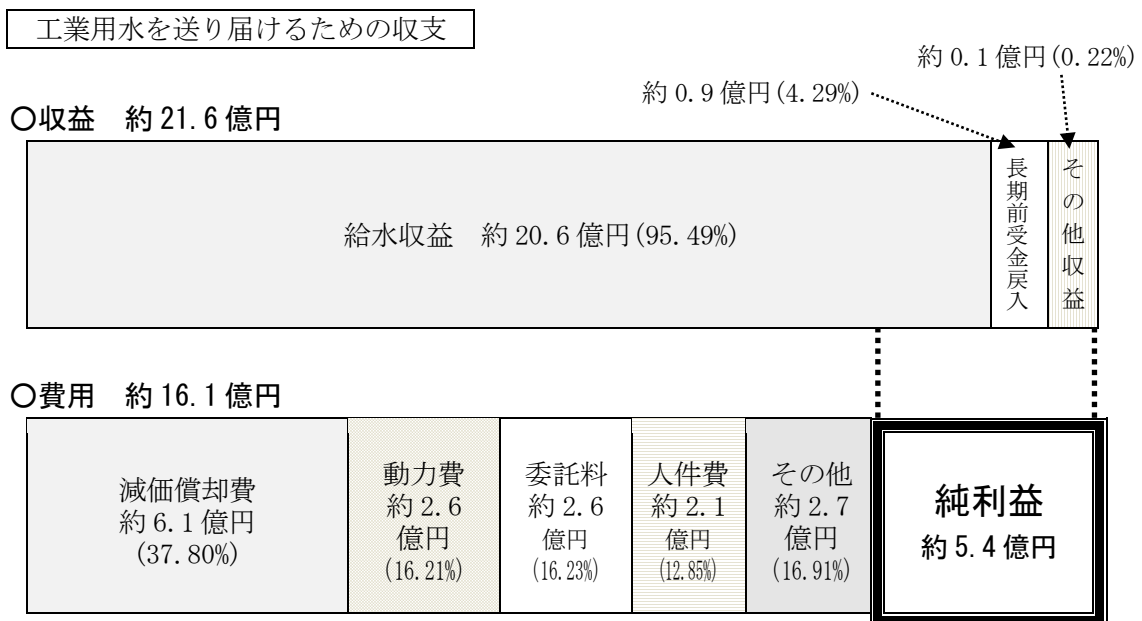 工業用水を送り届けるための収支
約 0.1 億円(0.22%)
約 0.9 億円(4.29%)
○収益　約 21.6 億円
給水収益　約 20.6 億円(95.49%)
長期前受金戻入
その他収益
○費用　約 16.1 億円
減価償却費
約 6.1 億円
(37.80%)
動力費
約 2.6
億円
(16.21%)
委託料
約 2.6
億円
(16.23%)
人件費
約 2.1
億円
(12.85%)
その他
約 2.7
億円
(16.91%)
純利益
約 5.4 億円